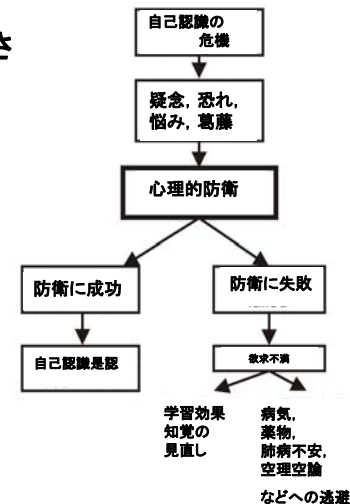 さ
自己認識の
危機
疑念, 恐れ,
悩み, 葛藤
心理的防衛
防衛に成功
防衛に失敗
自己認識是認
欲求不満
学習効果
知覚の
見直し
病気,
薬物,
肺病不安,
空理空論
などへの逃避